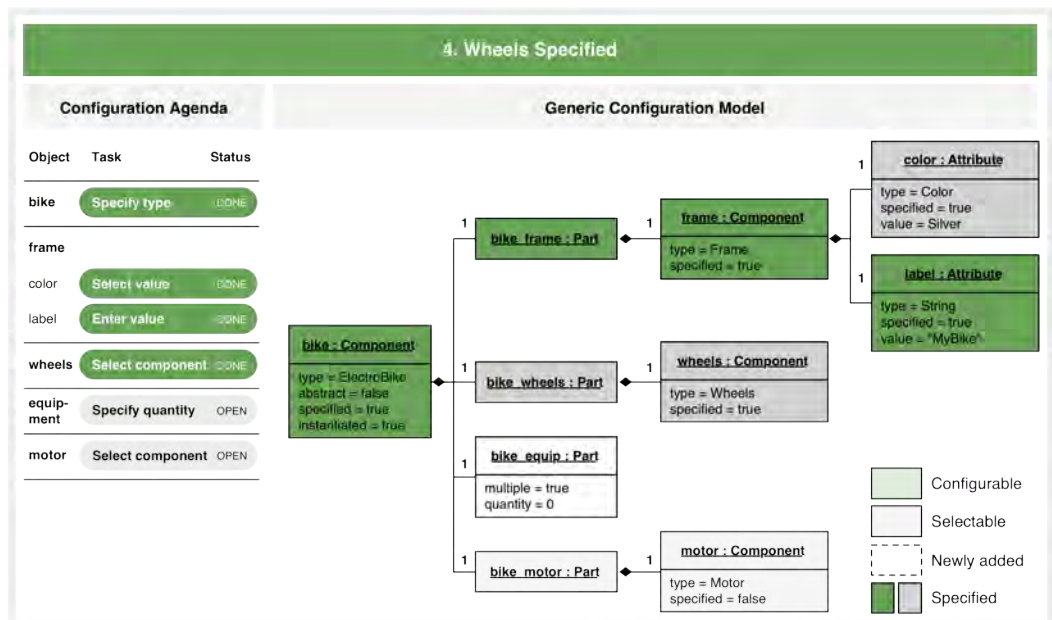 4. Wheels Specified
Configuration Agenda
Generic Configuration Model
Object Task Status
bike Specify type DONE
frame
color Select value DONE
label Enter value DONE
wheels Select component DONE
equip-
ment Specify quantity OPEN
motor Select component OPEN
bike : Component
type = ElectroBike
abstract = false
specified = true
instantiated = true
1
bike_frame : Part
1
frame : Component
type = Frame
specified = true
1
color : Attribute
type = Color
specified = true
value = Silver
1
label : Attribute
type = String
specified = true
value = "MyBike"
1
bike_wheels : Part
1
wheels : Component
type = Wheels
specified = true
1
bike_equip : Part
multiple = true
quantity = 0
1
bike_motor : Part
1
motor : Component
type = Motor
specified = false
Configurable
Selectable
Newly added
Specified